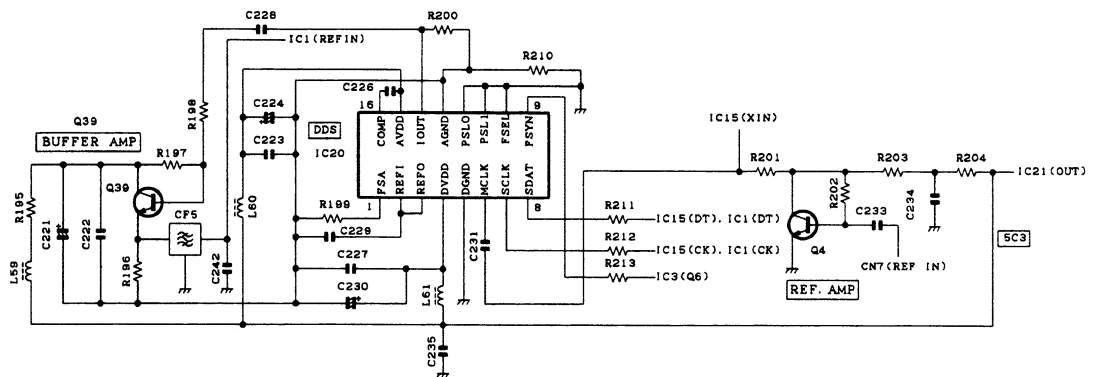 C228
IC1(REFIN)
R200
R210
C226
16
9
COMP
AVDD
IOUT
AGND
PSL0
PSL1
FSEL
FSYN
R198
C224
DDS
IC20
C223
IC15(XIN)
Q39
BUFFER AMP
R197
FSA
REFI
REFO
DVDD
DGND
MCLK
SCLK
SDAT
1
8
R201
R203
R204
IC21(OUT)
Q39
CF5
R195
C221
C222
L60
R199
C229
C231
R211
IC15(DT), IC1(DT)
R202
C233
C234
R212
IC15(CK), IC1(CK)
Q4
5C3
L59
R196
C242
C227
R213
IC3(Q6)
CN7(REF IN)
C230
L61
REF. AMP
C235